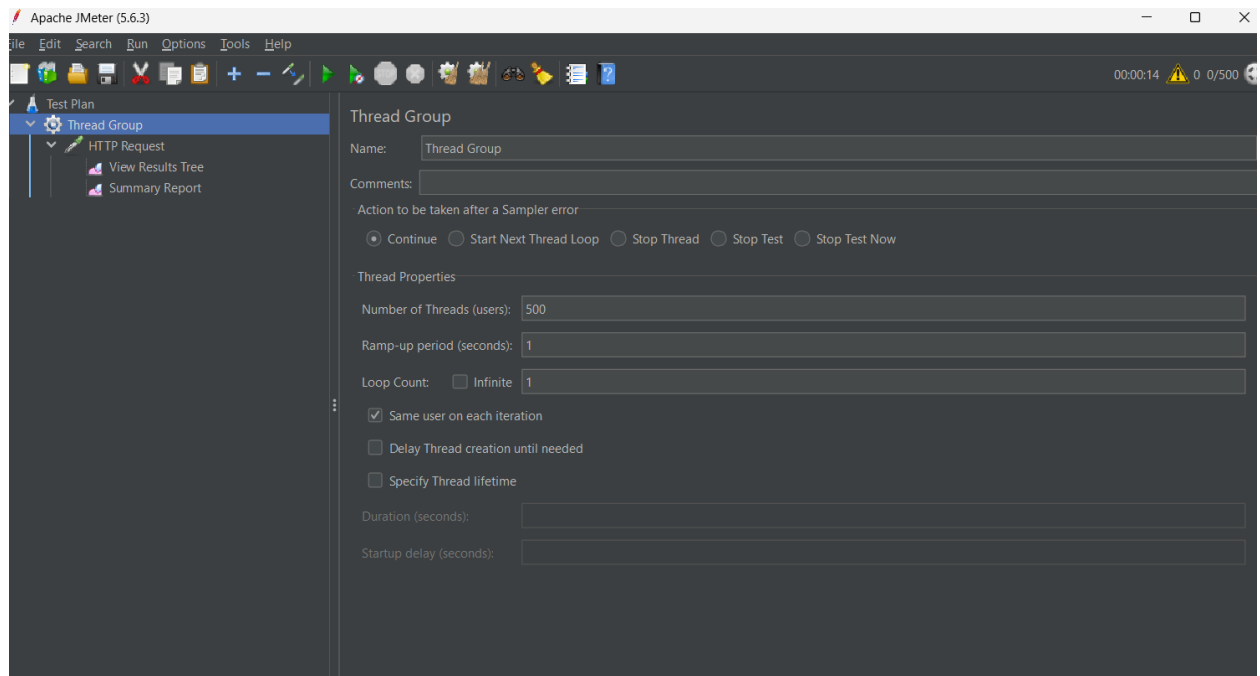 Apache JMeter (5.6.3)
File Edit Search Run Options Tools Help
00:00:14 0 0/500
Test Plan
Thread Group
HTTP Request
View Results Tree
Summary Report
Thread Group
Name: Thread Group
Comments:
Action to be taken after a Sampler error
Continue Start Next Thread Loop Stop Thread Stop Test Stop Test Now
Thread Properties
Number of Threads (users): 500
Ramp-up period (seconds): 1
Loop Count: Infinite 1
Same user on each iteration
Delay Thread creation until needed
Specify Thread lifetime
Duration (seconds):
Startup delay (seconds):